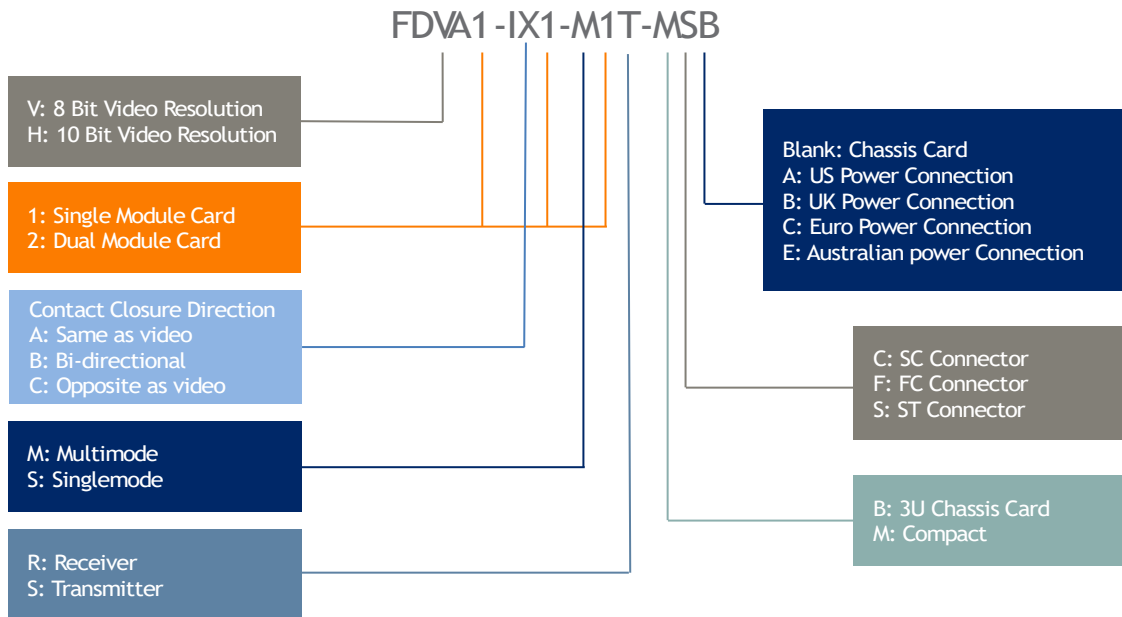 FDVA1-IX1-M1T-MSB
V: 8 Bit Video Resolution
H: 10 Bit Video Resolution
1: Single Module Card
2: Dual Module Card
Contact Closure Direction
A: Same as video
B: Bi-directional
C: Opposite as video
M: Multimode
S: Singlemode
R: Receiver
S: Transmitter
Blank: Chassis Card
A: US Power Connection
B: UK Power Connection
C: Euro Power Connection
E: Australian power Connection
C: SC Connector
F: FC Connector
S: ST Connector
B: 3U Chassis Card
M: Compact